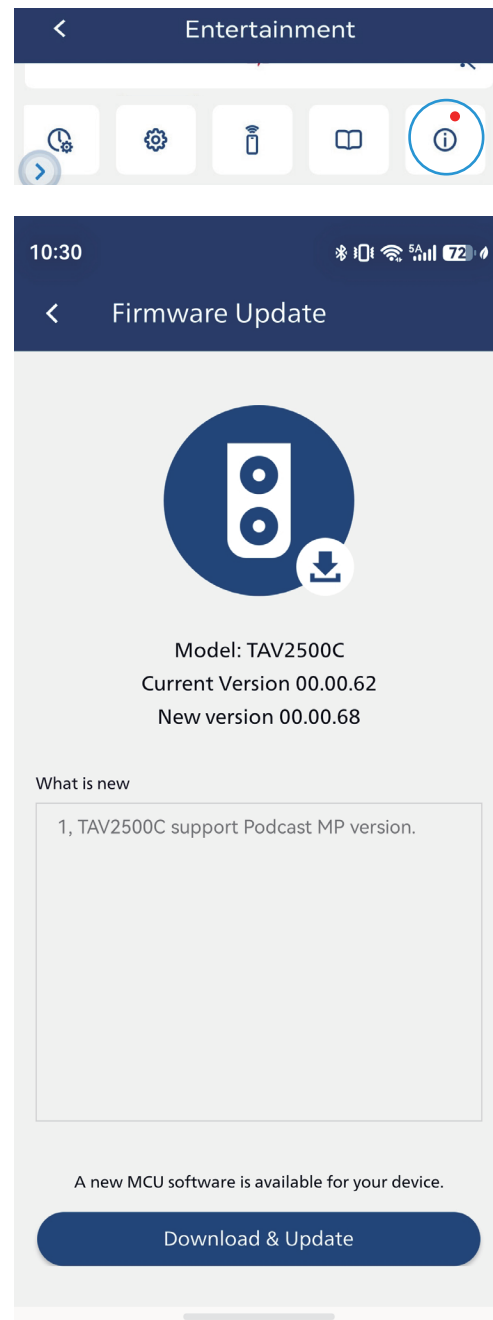 Entertainment
10:30
5A
72
Firmware Update
Model: TAV2500C
Current Version 00.00.62
New version 00.00.68
What is new
1, TAV2500C support Podcast MP version.
A new MCU software is available for your device.
Download & Update